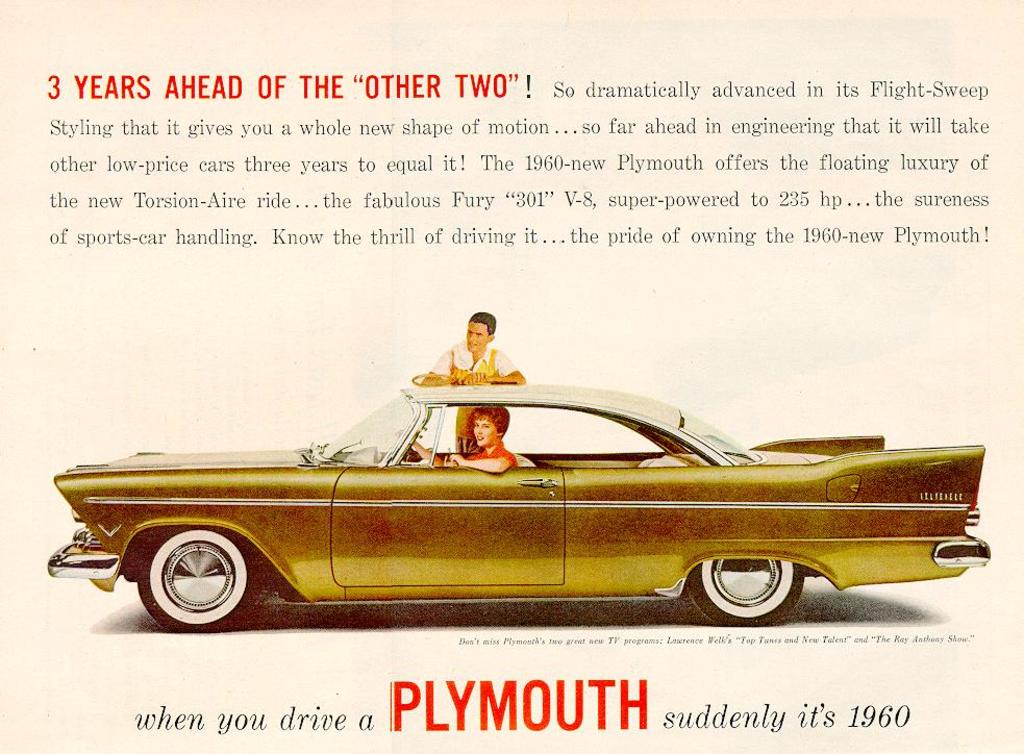 3 YEARS AHEAD OF THE "OTHER TWO"! So dramatically advanced in its Flight-Sweep
Styling that it gives you a whole new shape of motion...so far ahead in engineering that it will take
other low-price cars three years to equal it! The 1960-new Plymouth offers the floating luxury of
the new Torsion-Aire ride...the fabulous Fury "301" V-8, super-powered to 235 hp...the sureness
of sports-car handling. Know the thrill of driving it...the pride of owning the 1960-new Plymouth!
Don't miss Plymouth's two great new TV programs: Lawrence Welk's "Top Tunes and New Talent" and "The Ray Anthony Show."
when you drive a PLYMOUTH suddenly it's 1960